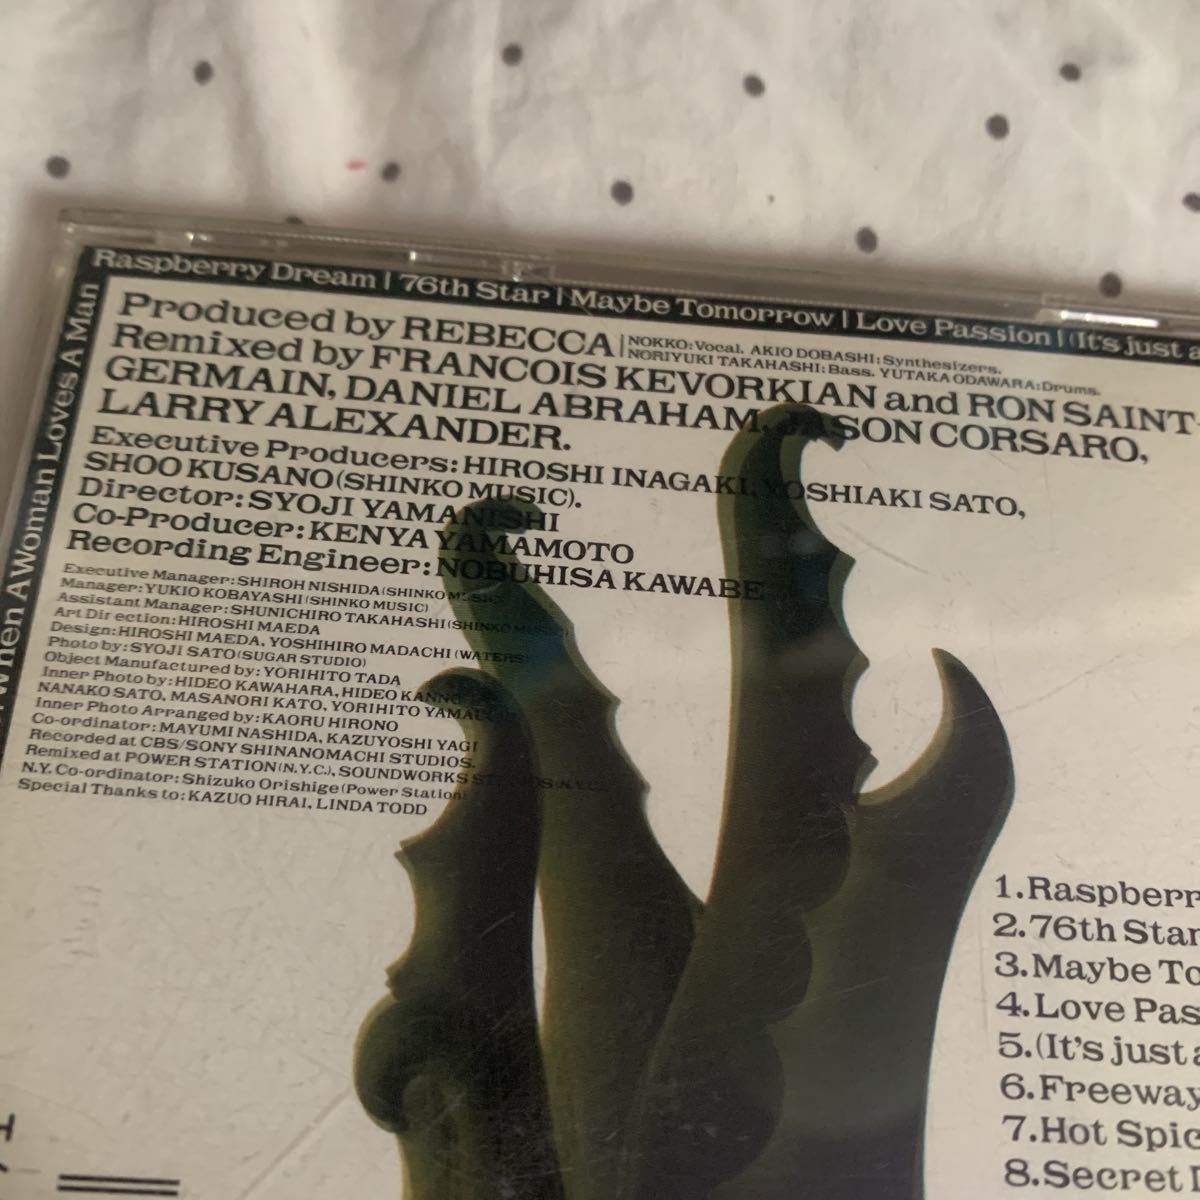 Raspberry Dream | 76th Star | Maybe Tomorrow | Love Passion | (It's just a
When A Woman Loves A Man
Produced by REBECCA
NOKKO:Vocal. AKIO DOBASHI:Synthesizers.
NORIYUKI TAKAHASHI:Bass. YUTAKA ODAWARA:Drums.
Remixed by FRANCOIS KEVORKIAN and RON SAINT-
GERMAIN, DANIEL ABRAHAM, JASON CORSARO,
LARRY ALEXANDER.
Executive Producers:HIROSHI INAGAKI, YOSHIAKI SATO,
SHOO KUSANO(SHINKO MUSIC).
Director:SYOJI YAMANISHI
Co-Producer:KENYA YAMAMOTO
Recording Engineer:NOBUHISA KAWABE
Executive Manager:SHIROH NISHIDA(SHINKO MUSIC)
Manager:YUKIO KOBAYASHI(SHINKO MUSIC)
Assistant Manager:SHUNICHIRO TAKAHASHI(SHINKO MUSIC)
Art Direction:HIROSHI MAEDA
Design:HIROSHI MAEDA, YOSHIHIRO MADACHI(WATERS)
Photo by:SYOJI SATO(SUGAR STUDIO)
Object Manufactured by:YORIHITO TADA
Inner Photo by:HIDEO KAWAHARA, HIDEO KANNO
NANAKO SATO, MASANORI KATO, YORIHITO
Inner Photo Arranged by:KAORU HIRONO
Co-ordinator:MAYUMI NASHIDA, KAZUYOSHI YAGI
Recorded at CBS/SONY SHINANOMACHI STUDIOS.
Remixed at POWER STATION(N.Y.C.), SOUNDWORKS STUDIOS(N.Y.C.)
N.Y. Co-ordinator:Shizuko Orishige(Power Station)
Special Thanks to:KAZUO HIRAI, LINDA TODD
1.Raspberr
2.76th Star
3.Maybe To
4.Love Pas
5.(It's just a
6.Freeway
7.Hot Spic
8.Secret